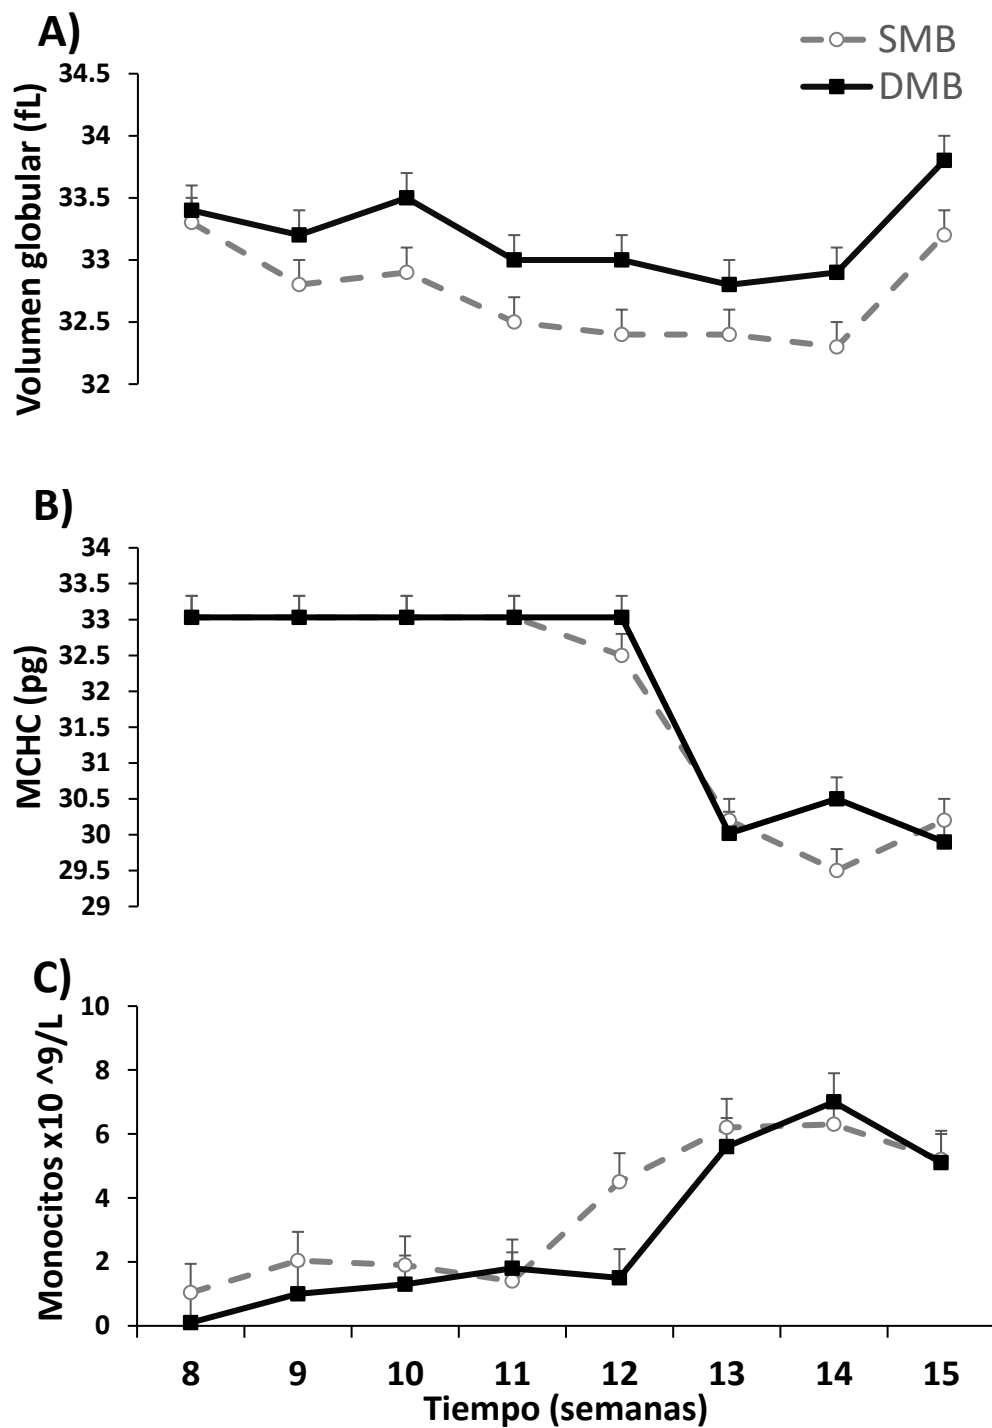 A)
SMB
DMB
Volumen globular (fL)
34.5
34
33.5
33
32.5
32
B)
MCHC (pg)
34
33.5
33
32.5
32
31.5
31
30.5
30
29.5
29
C)
Monocitos x10 ^9/L
10
8
6
4
2
0
8 9 10 11 12 13 14 15
Tiempo (semanas)